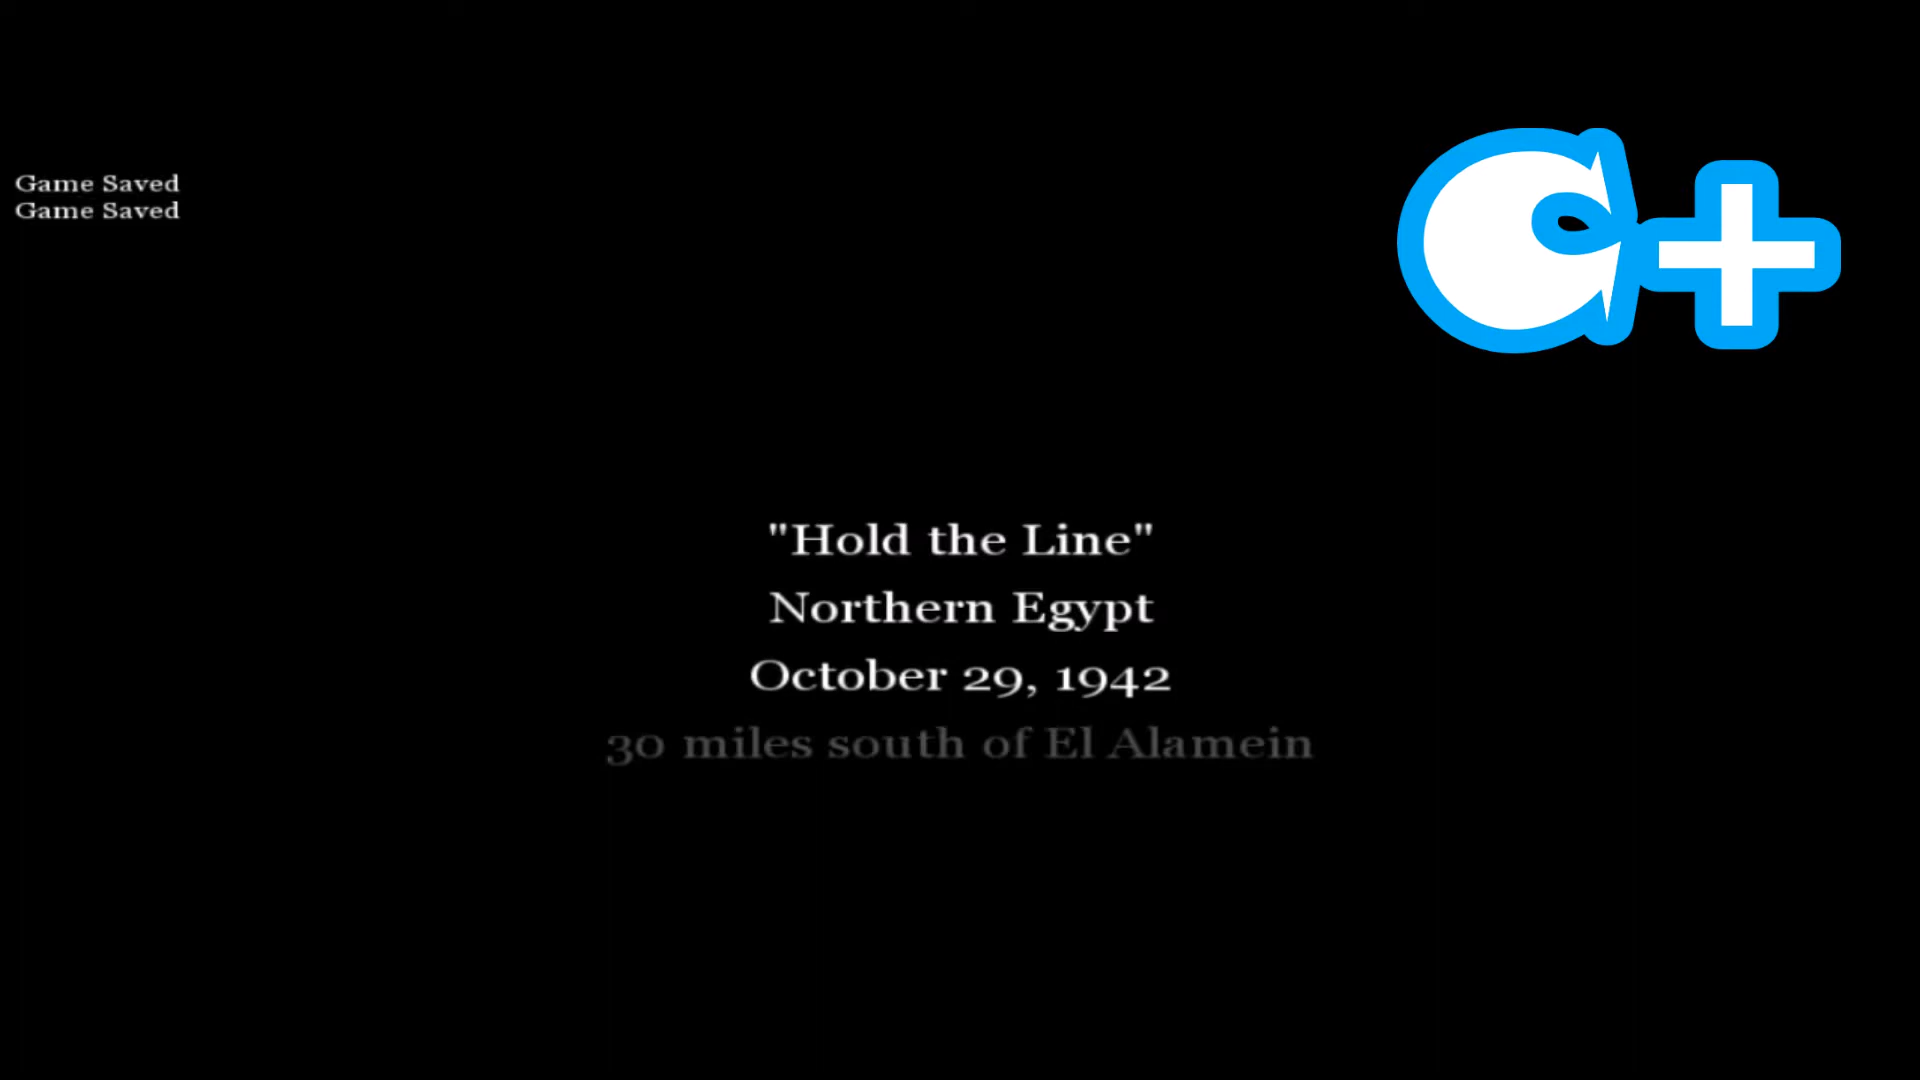 Game Saved
Game Saved
C+
"Hold the Line"
Northern Egypt
October 29, 1942
30 miles south of El Alamein